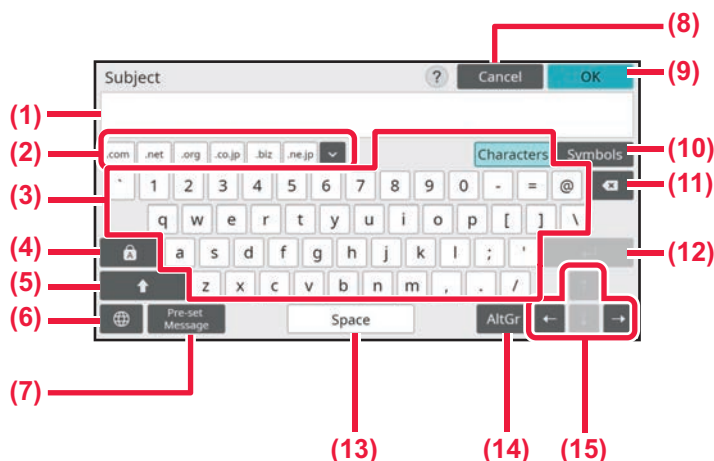 (8)
Subject ? Cancel OK (9)
(1)
(2) .com .net .org .co.jp .biz .ne.jp Characters Symbols (10)
(3) ` 1 2 3 4 5 6 7 8 9 0 - = @ (11)
q w e r t y u i o p [ ] \
(4) A a s d f g h j k l ; ' (12)
(5) z x c v b n m , . /
(6) Pre-set
Message Space AltGr ← ↓ →
(7)
(13) (14) (15)